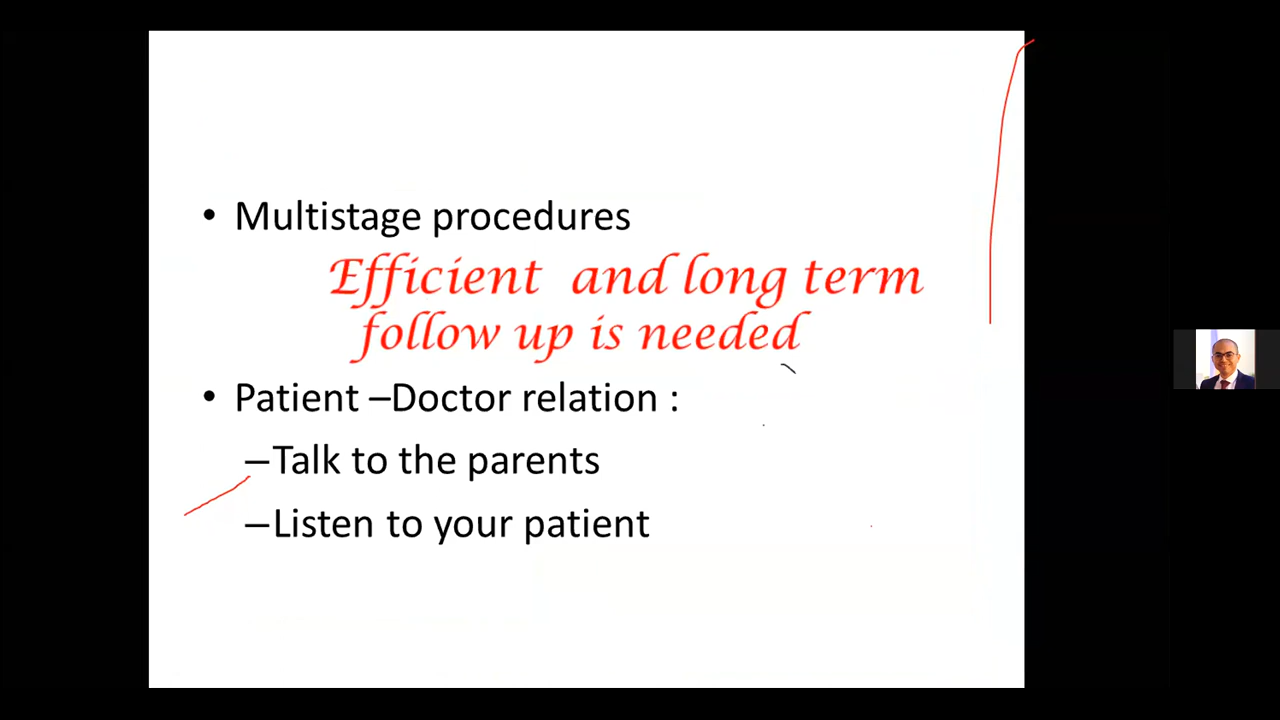 • Multistage procedures
Efficient and long term
follow up is needed
• Patient –Doctor relation :
–Talk to the parents
–Listen to your patient